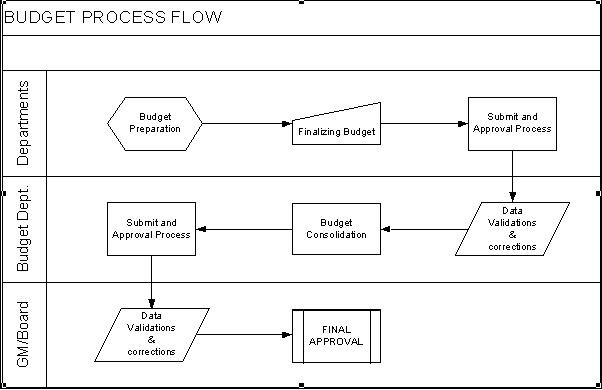 BUDGET PROCESS FLOW
Departments
Budget
Preparation
Finalizing Budget
Submit and
Approval Process
Budget Dept.
Submit and
Approval Process
Budget
Consolidation
Data
Validations
&
corrections
GM/Board
Data
Validations
&
corrections
FINAL
APPROVAL